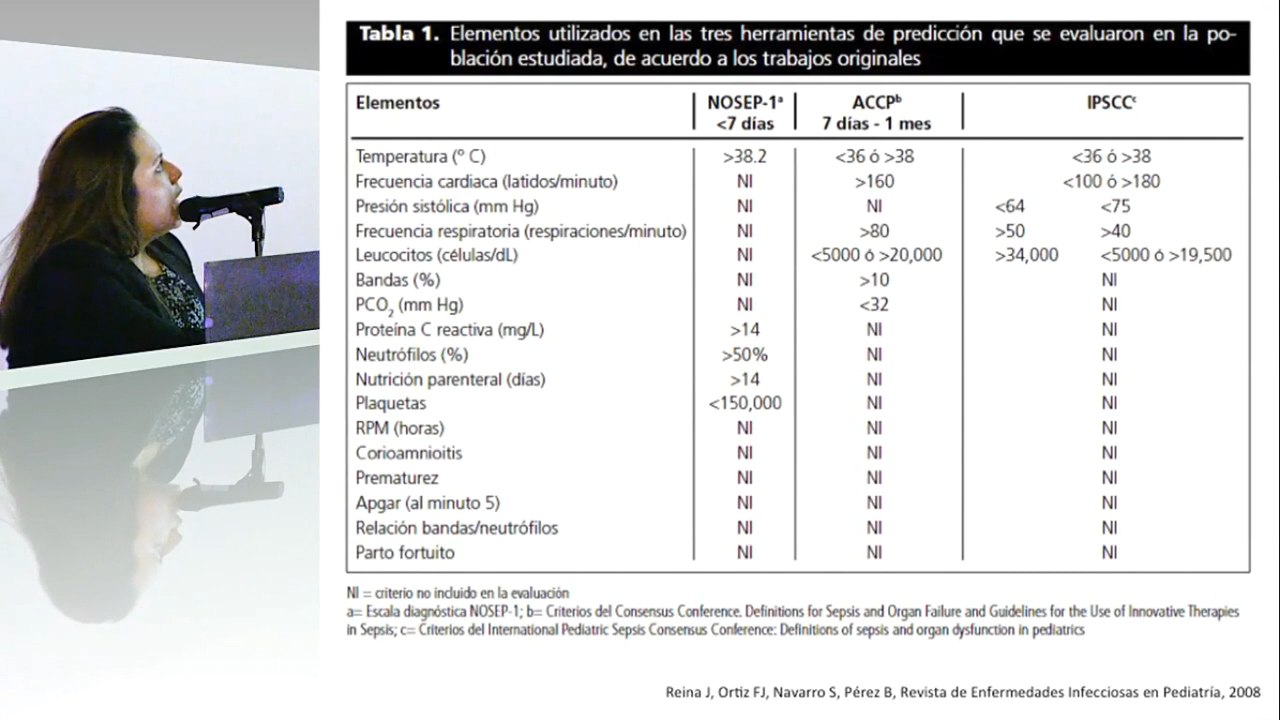 Tabla 1. Elementos utilizados en las tres herramientas de predicción que se evaluaron en la po-
blación estudiada, de acuerdo a los trabajos originales
Elementos NOSEP-1ª ACCPᵇ IPSCCᶜ
<7 días 7 días - 1 mes
Temperatura (º C) >38.2 <36 ó >38 <36 ó >38
Frecuencia cardiaca (latidos/minuto) NI >160 <100 ó >180
Presión sistólica (mm Hg) NI NI <64 <75
Frecuencia respiratoria (respiraciones/minuto) NI >80 >50 >40
Leucocitos (células/dL) NI <5000 ó >20,000 >34,000 <5000 ó >19,500
Bandas (%) NI >10 NI
PCO₂ (mm Hg) NI <32 NI
Proteína C reactiva (mg/L) >14 NI NI
Neutrófilos (%) >50% NI NI
Nutrición parenteral (días) >14 NI NI
Plaquetas <150,000 NI NI
RPM (horas) NI NI NI
Corioamnioitis NI NI NI
Prematurez NI NI NI
Apgar (al minuto 5) NI NI NI
Relación bandas/neutrófilos NI NI NI
Parto fortuito NI NI NI
NI = criterio no incluido en la evaluación
a= Escala diagnóstica NOSEP-1; b= Criterios del Consensus Conference. Definitions for Sepsis and Organ Failure and Guidelines for the Use of Innovative Therapies
in Sepsis; c= Criterios del International Pediatric Sepsis Consensus Conference: Definitions of sepsis and organ dysfunction in pediatrics
Reina J, Ortiz FJ, Navarro S, Pérez B, Revista de Enfermedades Infecciosas en Pediatría, 2008